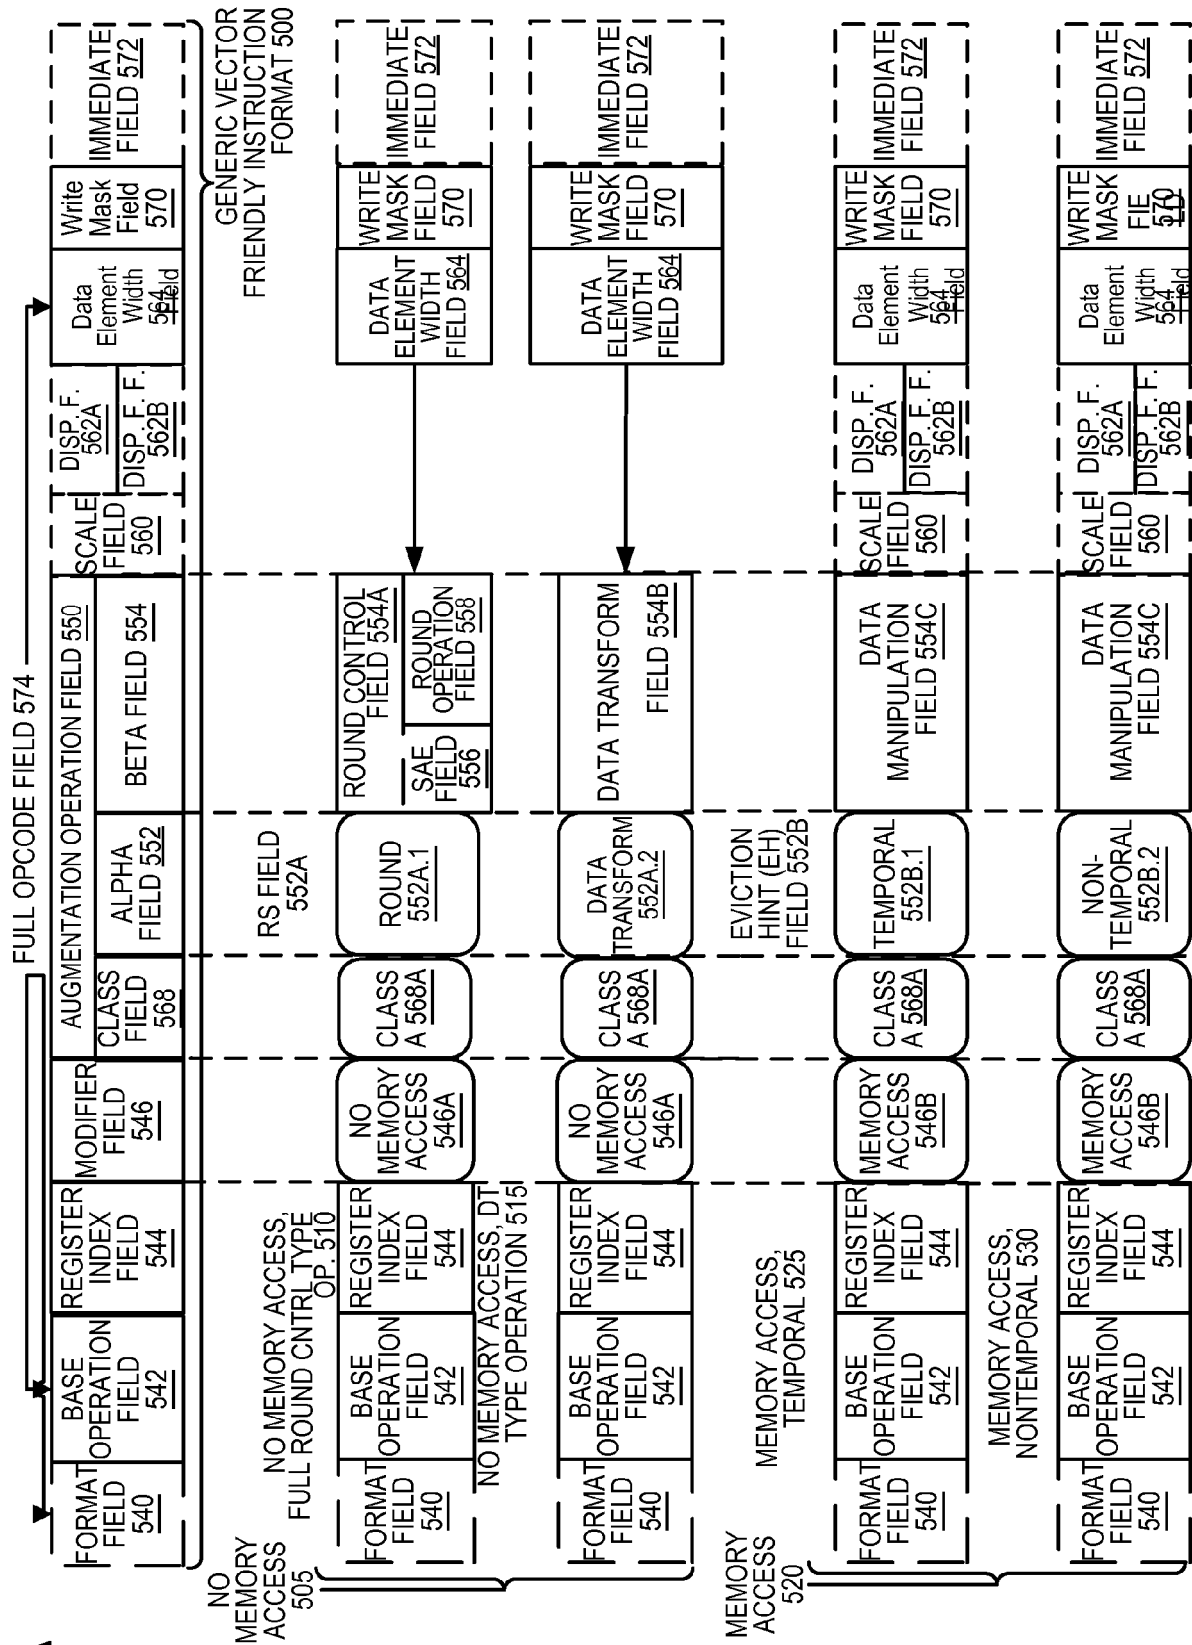 FULL OPCODE FIELD 574
FORMAT
FIELD
540
BASE
OPERATION
FIELD
542
REGISTER
INDEX
FIELD
544
MODIFIER
FIELD
546
AUGMENTATION OPERATION FIELD 550
CLASS
FIELD
568
ALPHA
FIELD 552
BETA FIELD 554
SCALE
FIELD
560
DISP. F.
562A
DISP. F. F.
562B
Data
Element
Width
Field
564
Write
Mask
Field
570
IMMEDIATE
FIELD 572
GENERIC VECTOR
FRIENDLY INSTRUCTION
FORMAT 500
NO
MEMORY
ACCESS
505
NO MEMORY ACCESS,
FULL ROUND CNTRL TYPE
OP. 510
RS FIELD
552A
FORMAT
FIELD
540
BASE
OPERATION
FIELD
542
REGISTER
INDEX
FIELD
544
NO
MEMORY
ACCESS
546A
CLASS
A 568A
ROUND
552A.1
ROUND CONTROL
FIELD 554A
SAE
FIELD
556
ROUND
OPERATION
FIELD 558
DATA
ELEMENT
WIDTH
FIELD 564
WRITE
MASK
FIELD
570
IMMEDIATE
FIELD 572
NO MEMORY ACCESS, DT
TYPE OPERATION 515
FORMAT
FIELD
540
BASE
OPERATION
FIELD
542
REGISTER
INDEX
FIELD
544
NO
MEMORY
ACCESS
546A
CLASS
A 568A
DATA
TRANSFORM
552A.2
DATA TRANSFORM
FIELD 554B
DATA
ELEMENT
WIDTH
FIELD 564
WRITE
MASK
FIELD
570
IMMEDIATE
FIELD 572
MEMORY
ACCESS
520
MEMORY ACCESS,
TEMPORAL 525
EVICTION
HINT (EH)
FIELD 552B
FORMAT
FIELD
540
BASE
OPERATION
FIELD
542
REGISTER
INDEX
FIELD
544
MEMORY
ACCESS
546B
CLASS
A 568A
TEMPORAL
552B.1
DATA
MANIPULATION
FIELD 554C
SCALE
FIELD
560
DISP. F.
562A
DISP. F. F.
562B
Data
Element
Width
Field
564
WRITE
MASK
FIELD
570
IMMEDIATE
FIELD 572
MEMORY ACCESS,
NONTEMPORAL 530
FORMAT
FIELD
540
BASE
OPERATION
FIELD
542
REGISTER
INDEX
FIELD
544
MEMORY
ACCESS
546B
CLASS
A 568A
NON-
TEMPORAL
552B.2
DATA
MANIPULATION
FIELD 554C
SCALE
FIELD
560
DISP. F.
562A
DISP. F. F.
562B
Data
Element
Width
Field
564
WRITE
MASK
FIE
LD
570
IMMEDIATE
FIELD 572